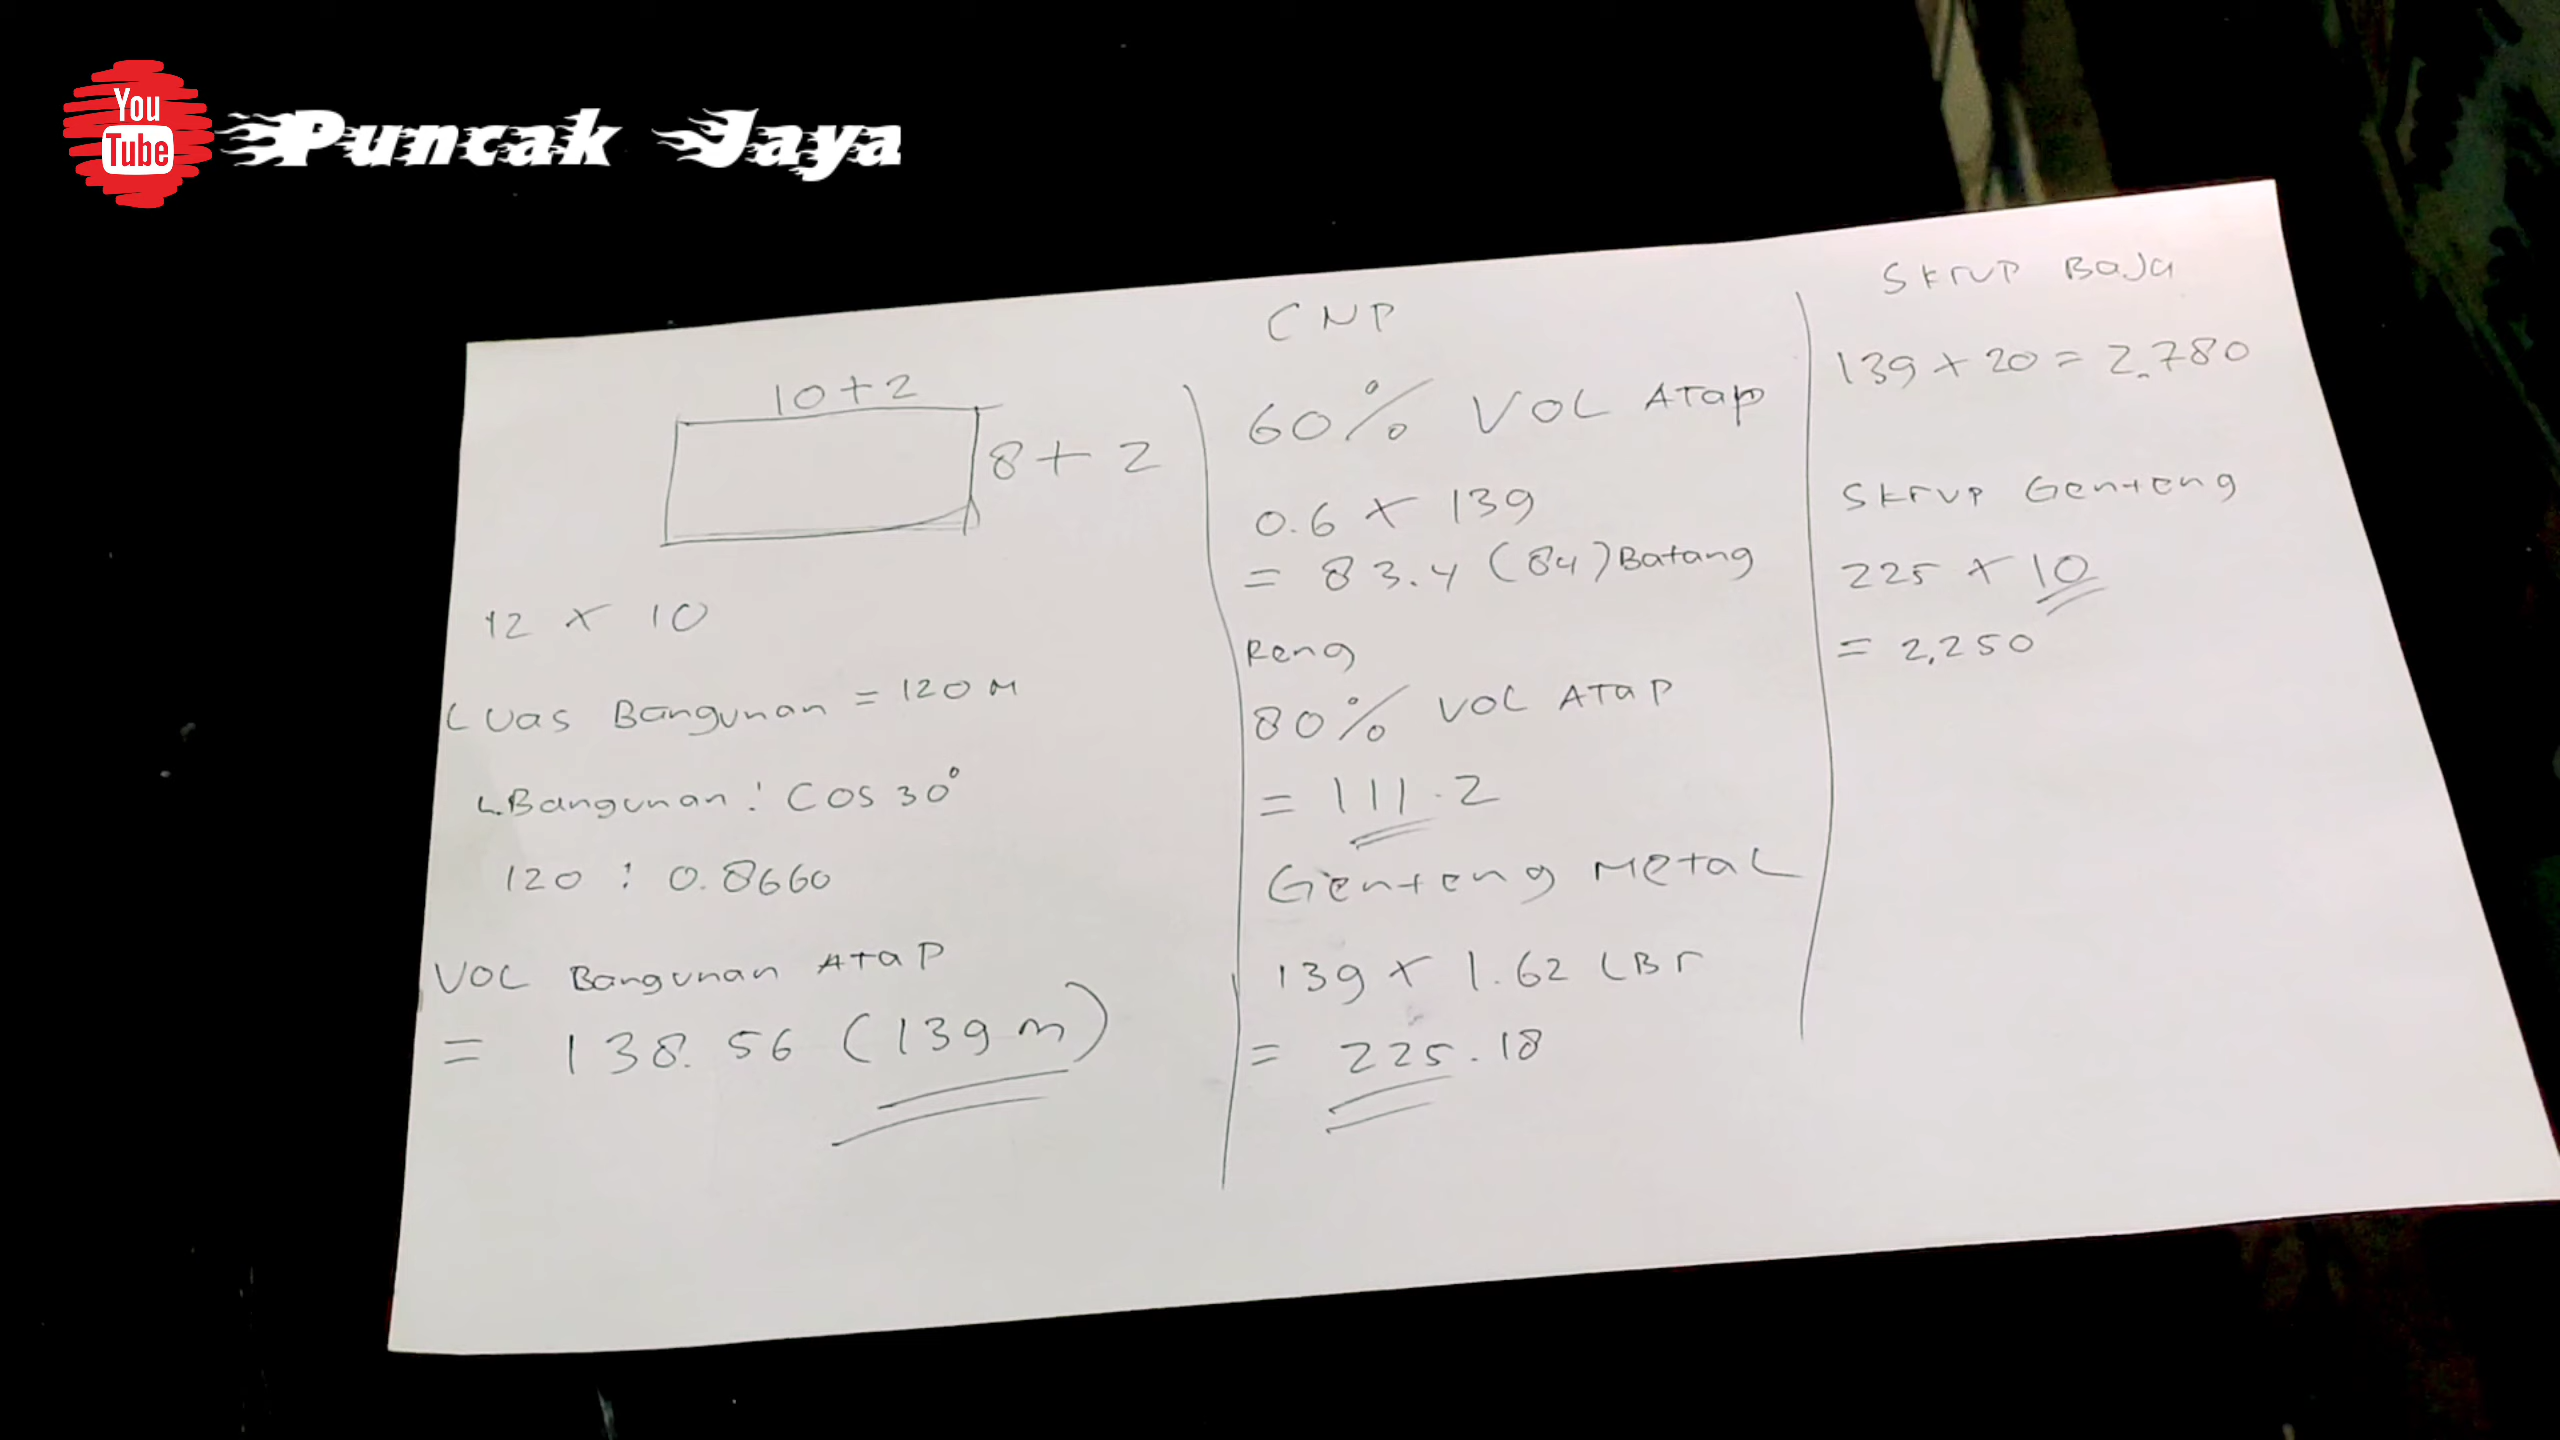 You
Tube
Puncak Jaya
10+2
8+2
12 x 10
Luas Bangunan = 120 M
L.Bangunan : Cos 30°
120 : 0.8660
VOL Bangunan ATaP
= 138.56 (139 m)
CNP
60% VOL ATap
0.6 x 139
= 83.4 (84) Batang
Reng
80% VOL ATaP
= 111.2
Genteng Metal
139 x 1.62 LBr
= 225.18
Skrup BaJa
139 x 20 = 2.780
Skrup Genteng
225 x 10
= 2,250